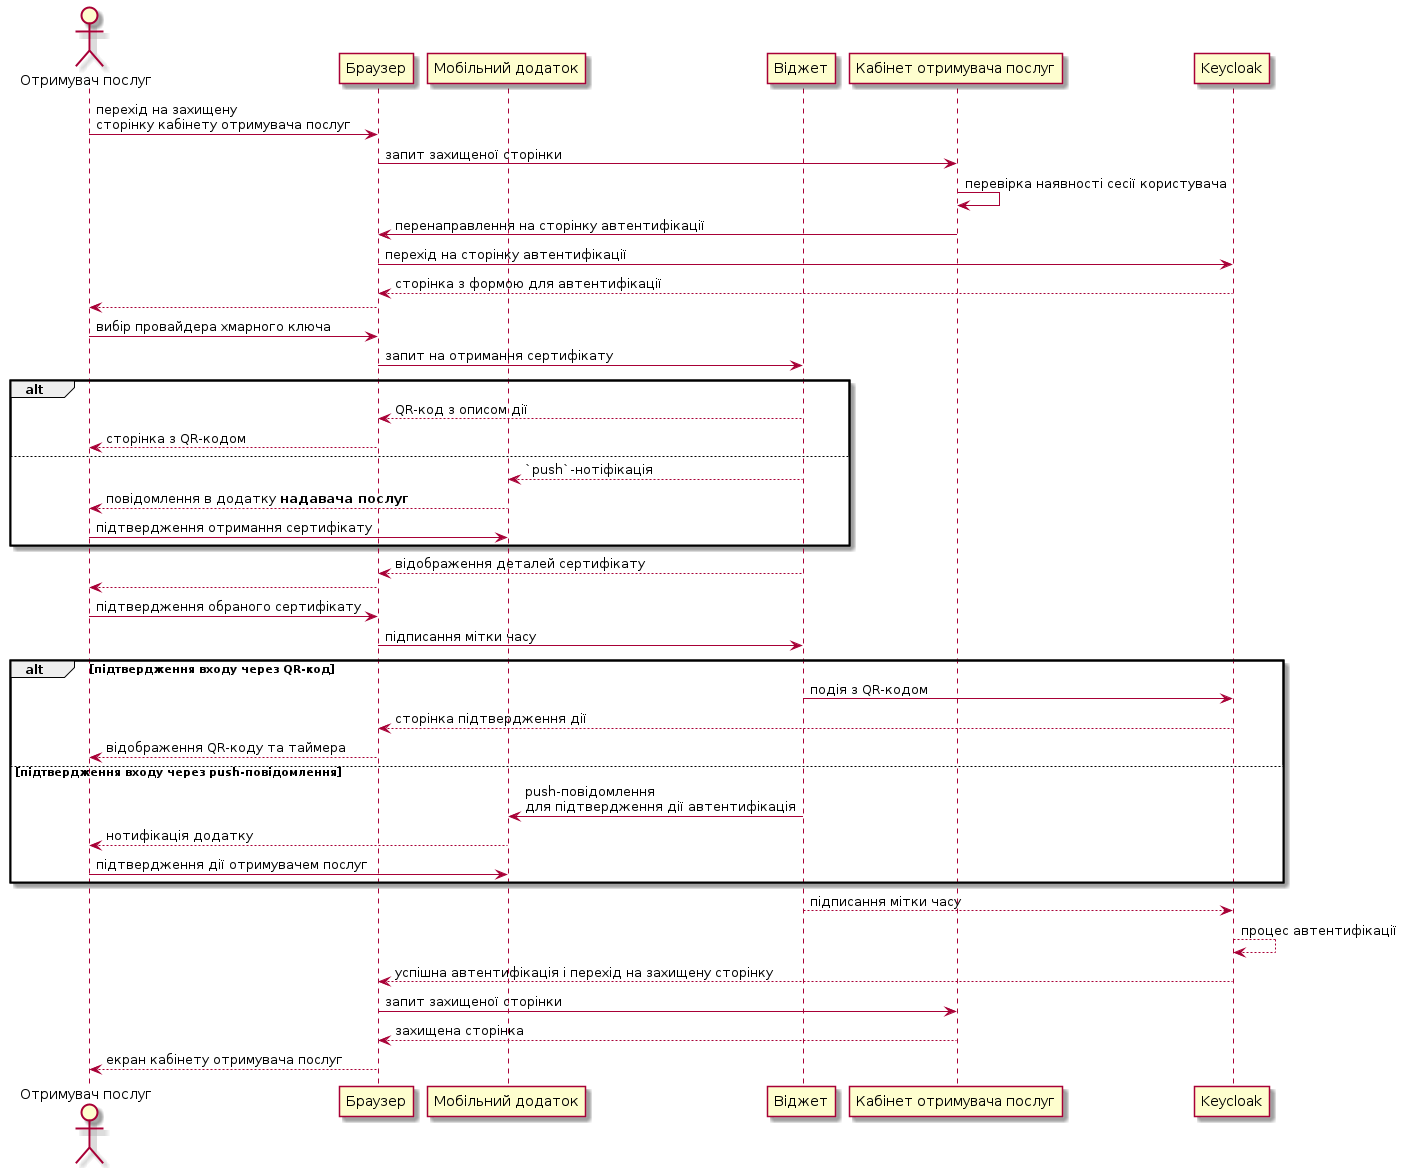 Отримувач послуг
Браузер
Мобільний додаток
Віджет
Кабінет отримувача послуг
Keycloak
перехід на захищену
сторінку кабінету отримувача послуг
запит захищеної сторінки
перевірка наявності сесії користувача
перенаправлення на сторінку автентифікації
перехід на сторінку автентифікації
сторінка з формою для автентифікації
вибір провайдера хмарного ключа
запит на отримання сертифікату
alt
QR-код з описом дії
сторінка з QR-кодом
`push`-нотіфікація
повідомлення в додатку надавача послуг
підтвердження отримання сертифікату
відображення деталей сертифікату
підтвердження обраного сертифікату
підписання мітки часу
alt [підтвердження входу через QR-код]
подія з QR-кодом
сторінка підтвердження дії
відображення QR-коду та таймера
[підтвердження входу через push-повідомлення]
push-повідомлення
для підтвердження дії автентифікація
нотифікація додатку
підтвердження дії отримувачем послуг
підписання мітки часу
процес автентифікації
успішна автентифікація і перехід на захищену сторінку
запит захищеної сторінки
захищена сторінка
екран кабінету отримувача послуг
Отримувач послуг
Браузер
Мобільний додаток
Віджет
Кабінет отримувача послуг
Keycloak